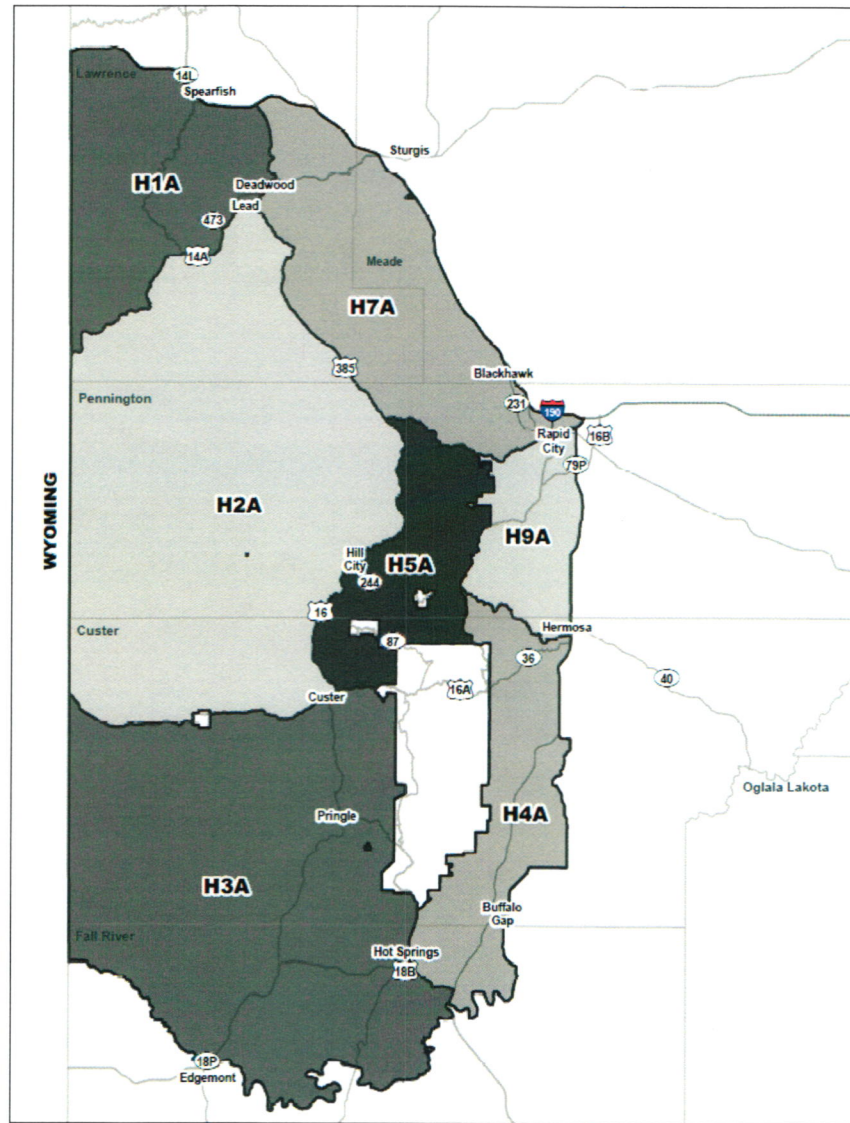 Lawrence
14L
Spearfish
Sturgis
H1A
Deadwood
Lead
473
14A
Meade
H7A
385
Blackhawk
Pennington
231
190
Rapid
City
16B
79P
WYOMING
H2A
H9A
Hill
City
H5A
244
16
Custer
Hermosa
87
36
40
16A
Custer
Oglala Lakota
Pringle
H4A
H3A
Buffalo
Gap
Fall River
Hot Springs
18B
18P
Edgemont